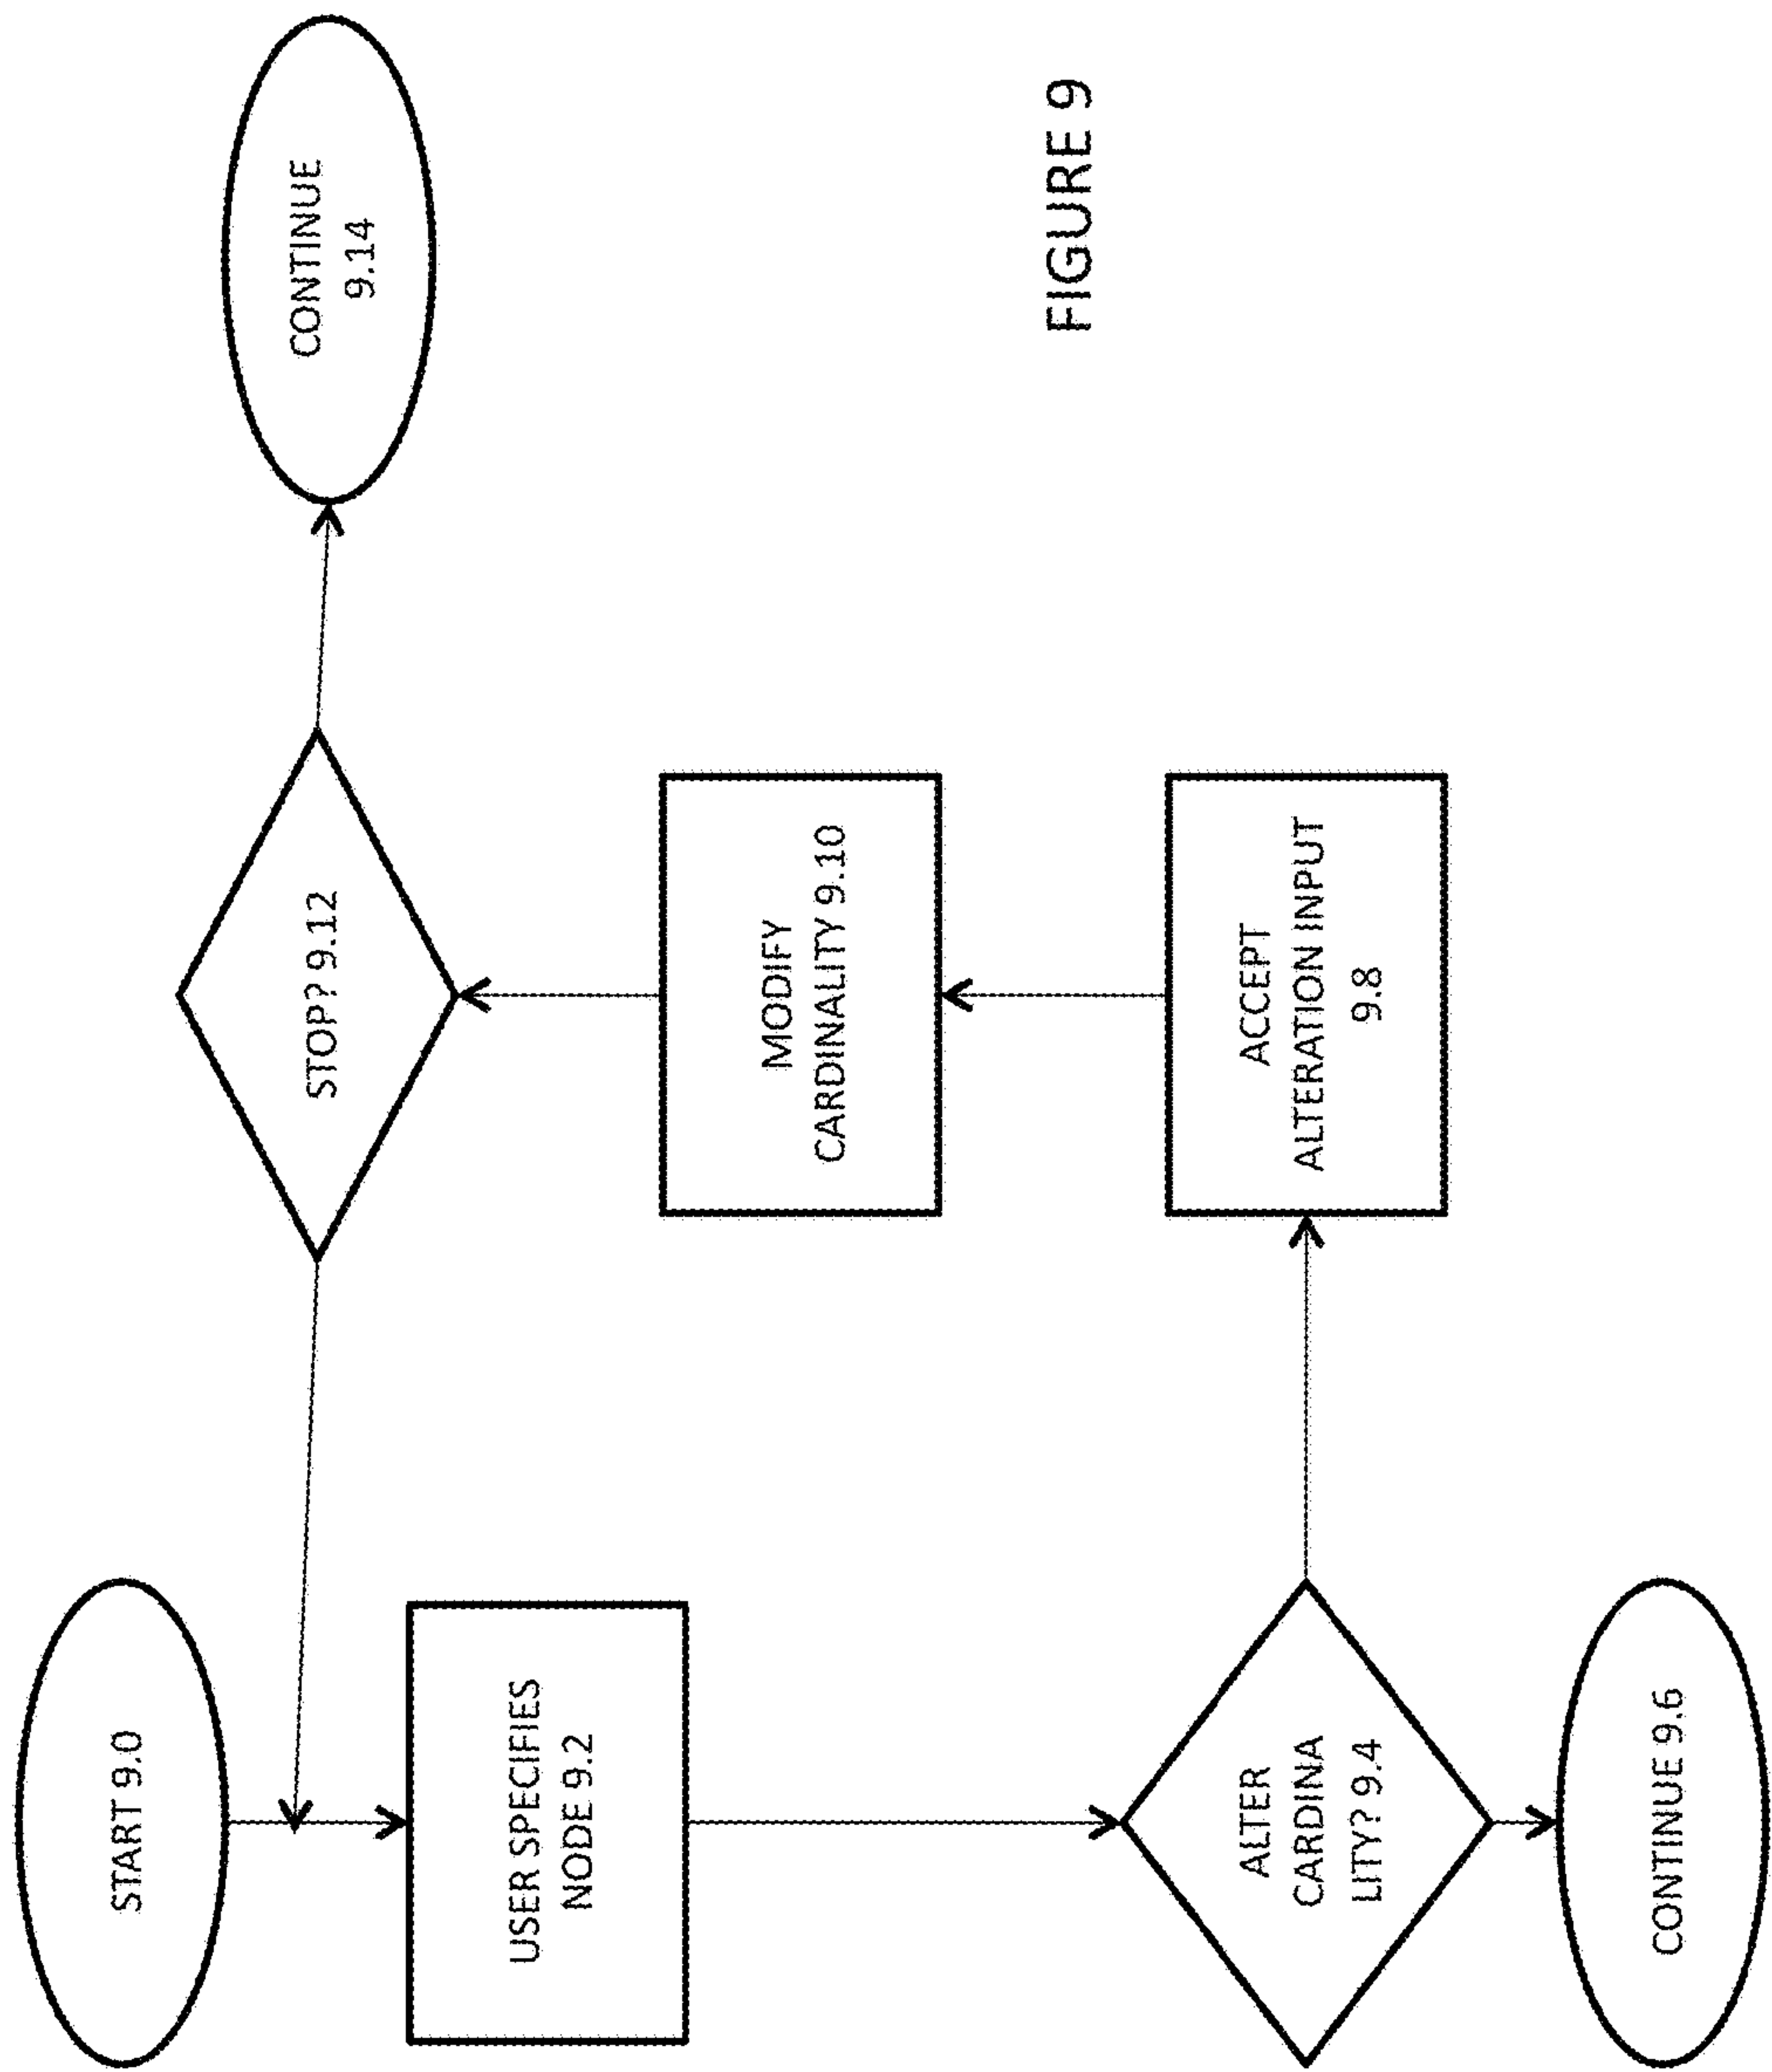 START 9.0
USER SPECIFIES
NODE 9.2
ALTER
CARDINA
LITY? 9.4
CONTINUE 9.6
ACCEPT
ALTERATION INPUT
9.8
MODIFY
CARDINALITY 9.10
STOP? 9.12
CONTINUE
9.14
FIGURE 9